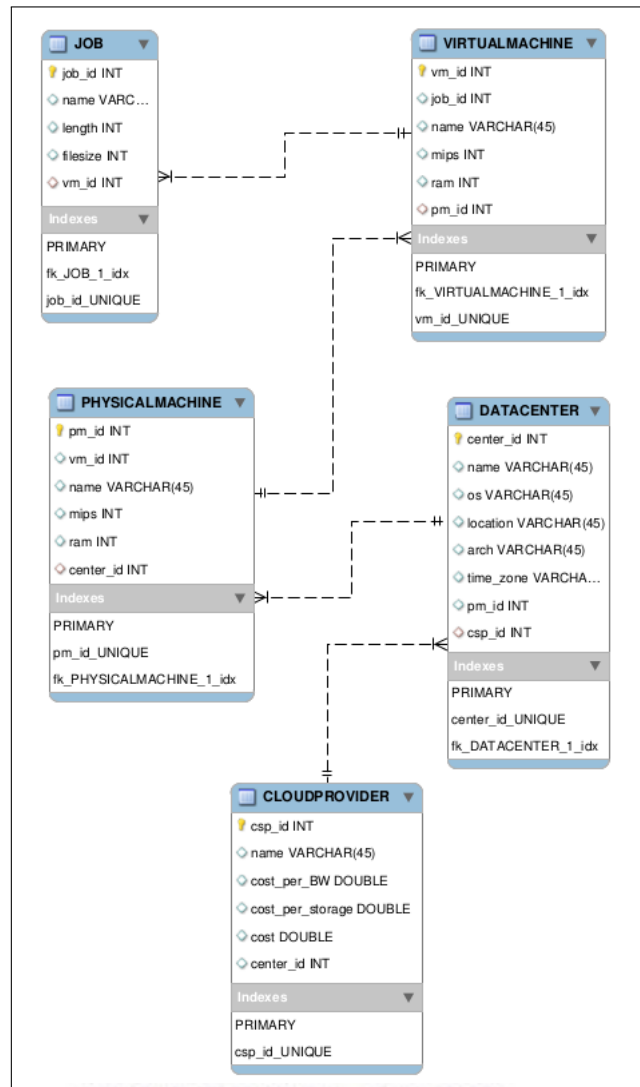 JOB
job_id INT
name VARC...
length INT
filesize INT
vm_id INT
Indexes
PRIMARY
fk_JOB_1_idx
job_id_UNIQUE
VIRTUALMACHINE
vm_id INT
job_id INT
name VARCHAR(45)
mips INT
ram INT
pm_id INT
Indexes
PRIMARY
fk_VIRTUALMACHINE_1_idx
vm_id_UNIQUE
PHYSICALMACHINE
pm_id INT
vm_id INT
name VARCHAR(45)
mips INT
ram INT
center_id INT
Indexes
PRIMARY
pm_id_UNIQUE
fk_PHYSICALMACHINE_1_idx
DATACENTER
center_id INT
name VARCHAR(45)
os VARCHAR(45)
location VARCHAR(45)
arch VARCHAR(45)
time_zone VARCHA...
pm_id INT
csp_id INT
Indexes
PRIMARY
center_id_UNIQUE
fk_DATACENTER_1_idx
CLOUDPROVIDER
csp_id INT
name VARCHAR(45)
cost_per_BW DOUBLE
cost_per_storage DOUBLE
cost DOUBLE
center_id INT
Indexes
PRIMARY
csp_id_UNIQUE